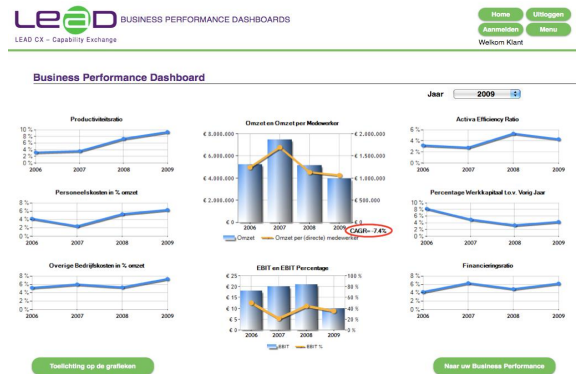 LEAD BUSINESS PERFORMANCE DASHBOARDS
LEAD CX – Capability Exchange
Home Uitloggen
Aanmelden Menu
Welkom Klant
Business Performance Dashboard
Jaar 2009
Productiviteitsratio
10 %
8 %
6 %
4 %
2 %
0 %
2006 2007 2008 2009
Omzet en Omzet per Medewerker
€ 8.000.000 € 2.000.000
€ 6.000.000 € 1.500.000
€ 4.000.000 € 1.000.000
€ 2.000.000 € 500.000
€ 0 € 0
2006 2007 2008 2009
CAGR= -7.4%
Omzet Omzet per (directe) medewerker
Activa Efficiency Ratio
6 %
4 %
2 %
0 %
2006 2007 2008 2009
Personeelskosten in % omzet
8 %
6 %
4 %
2 %
0 %
2006 2007 2008 2009
Percentage Werkkapitaal t.o.v. Vorig Jaar
10 %
8 %
6 %
4 %
2 %
0 %
2006 2007 2008 2009
Overige Bedrijfskosten in % omzet
8 %
6 %
4 %
2 %
0 %
2006 2007 2008 2009
EBIT en EBIT Percentage
€ 25 100 %
€ 20 80 %
€ 15 60 %
€ 10 40 %
€ 5 20 %
€ 0 0 %
2006 2007 2008 2009
EBIT EBIT %
Financieringsratio
8 %
6 %
4 %
2 %
0 %
2006 2007 2008 2009
Toelichting op de grafieken
Naar uw Business Performance